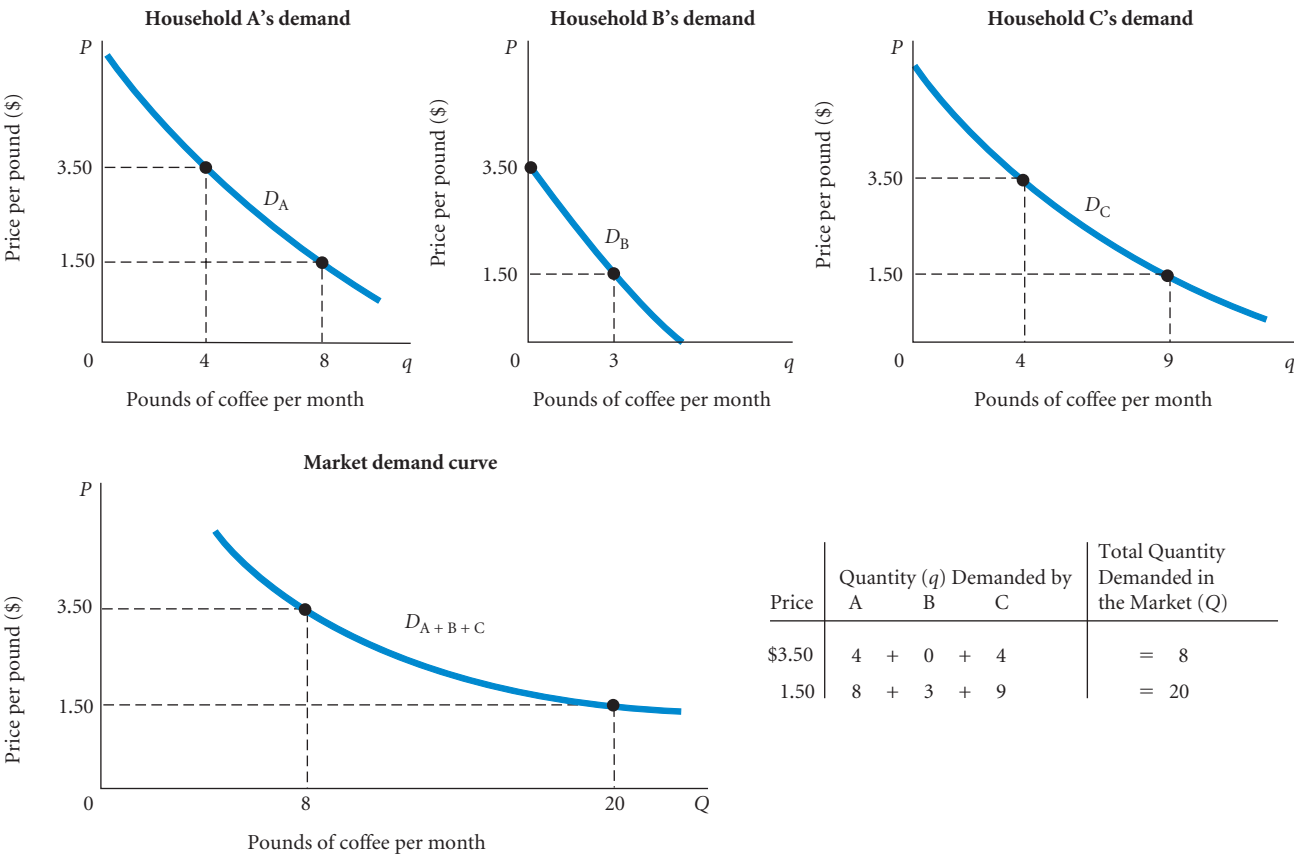 Household A's demand
P
Price per pound ($)
3.50
1.50
D_A
0
4
8
q
Pounds of coffee per month
Household B's demand
P
Price per pound ($)
3.50
1.50
D_B
0
3
q
Pounds of coffee per month
Household C's demand
P
Price per pound ($)
3.50
1.50
D_C
0
4
9
q
Pounds of coffee per month
Market demand curve
P
Price per pound ($)
3.50
1.50
D_A + B + C
0
8
20
Q
Pounds of coffee per month
Total Quantity
Quantity (q) Demanded by Demanded in
Price A B C the Market (Q)
$3.50 4 + 0 + 4 = 8
1.50 8 + 3 + 9 = 20